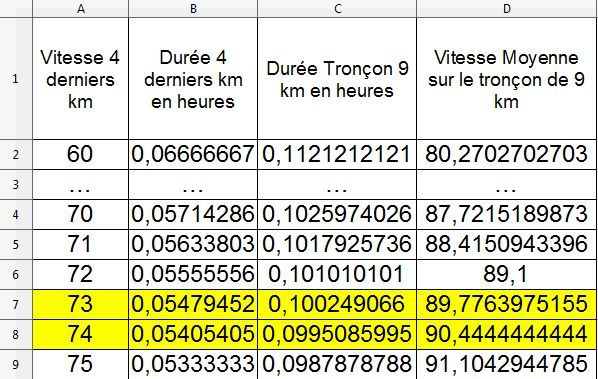 A B C D
1 Vitesse 4 derniers km Durée 4 derniers km en heures Durée Tronçon 9 km en heures Vitesse Moyenne sur le tronçon de 9 km
2 60 0,06666667 0,1121212121 80,2702702703
3 ... ... ... ...
4 70 0,05714286 0,1025974026 87,7215189873
5 71 0,05633803 0,1017925736 88,4150943396
6 72 0,05555556 0,101010101 89,1
7 73 0,05479452 0,100249066 89,7763975155
8 74 0,05405405 0,0995085995 90,4444444444
9 75 0,05333333 0,0987878788 91,1042944785